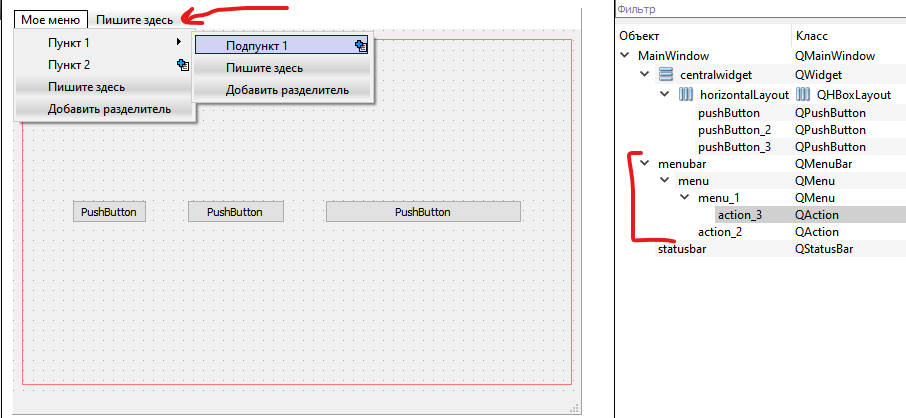 Мое меню Пишите здесь
Пункт 1
Пункт 2
Пишите здесь
Добавить разделитель
Подпункт 1
Пишите здесь
Добавить разделитель
PushButton PushButton PushButton
Фильтр
Объект Класс
MainWindow QMainWindow
centralwidget QWidget
horizontalLayout QHBoxLayout
pushButton QPushButton
pushButton_2 QPushButton
pushButton_3 QPushButton
menubar QMenuBar
menu QMenu
menu_1 QMenu
action_3 QAction
action_2 QAction
statusbar QStatusBar